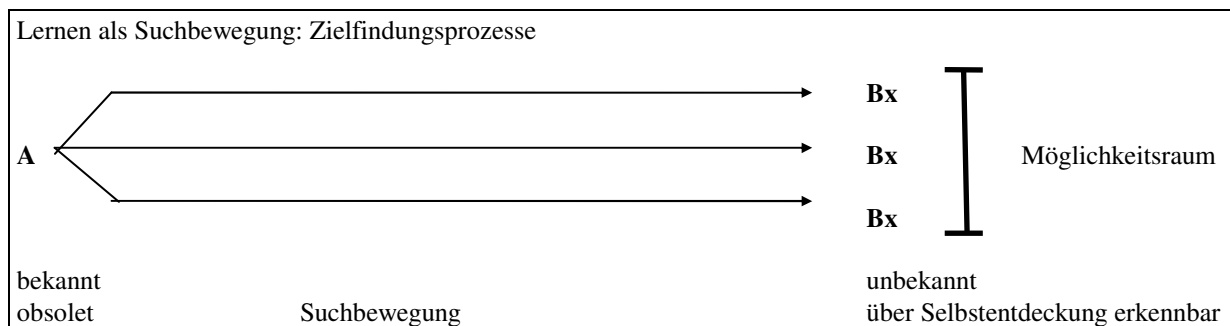 Lernen als Suchbewegung: Zielfindungsprozesse
Bx
A Bx Möglichkeitsraum
Bx
bekannt unbekannt
obsolet Suchbewegung über Selbstentdeckung erkennbar